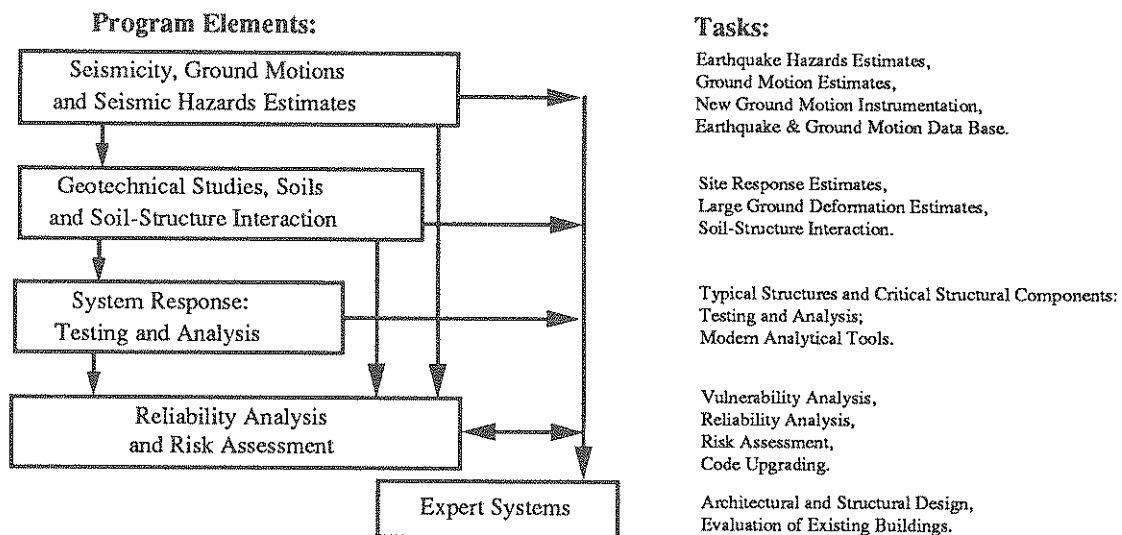 Program Elements:
Seismicity, Ground Motions
and Seismic Hazards Estimates
Geotechnical Studies, Soils
and Soil-Structure Interaction
System Response:
Testing and Analysis
Reliability Analysis
and Risk Assessment
Expert Systems
Tasks:
Earthquake Hazards Estimates,
Ground Motion Estimates,
New Ground Motion Instrumentation,
Earthquake & Ground Motion Data Base.
Site Response Estimates,
Large Ground Deformation Estimates,
Soil-Structure Interaction.
Typical Structures and Critical Structural Components:
Testing and Analysis;
Modern Analytical Tools.
Vulnerability Analysis,
Reliability Analysis,
Risk Assessment,
Code Upgrading.
Architectural and Structural Design,
Evaluation of Existing Buildings.